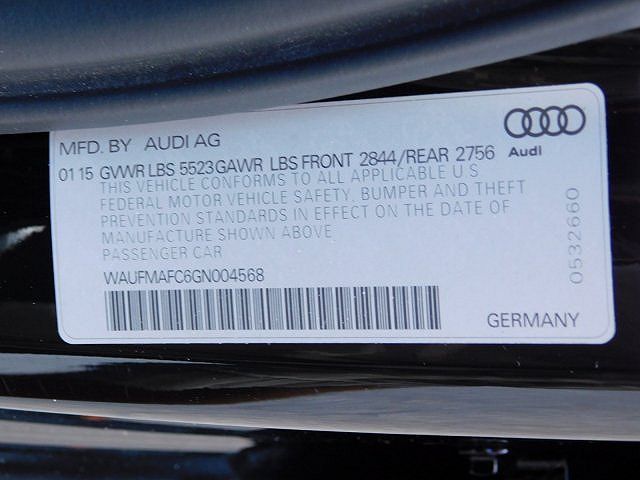 MFD. BY AUDI AG
Audi
01 15 GVWR LBS 5523 GAWR LBS FRONT 2844/REAR 2756
THIS VEHICLE CONFORMS TO ALL APPLICABLE U S
FEDERAL MOTOR VEHICLE SAFETY, BUMPER AND THEFT
PREVENTION STANDARDS IN EFFECT ON THE DATE OF
MANUFACTURE SHOWN ABOVE
PASSENGER CAR
WAUFMAFC6GN004568
GERMANY
0532660